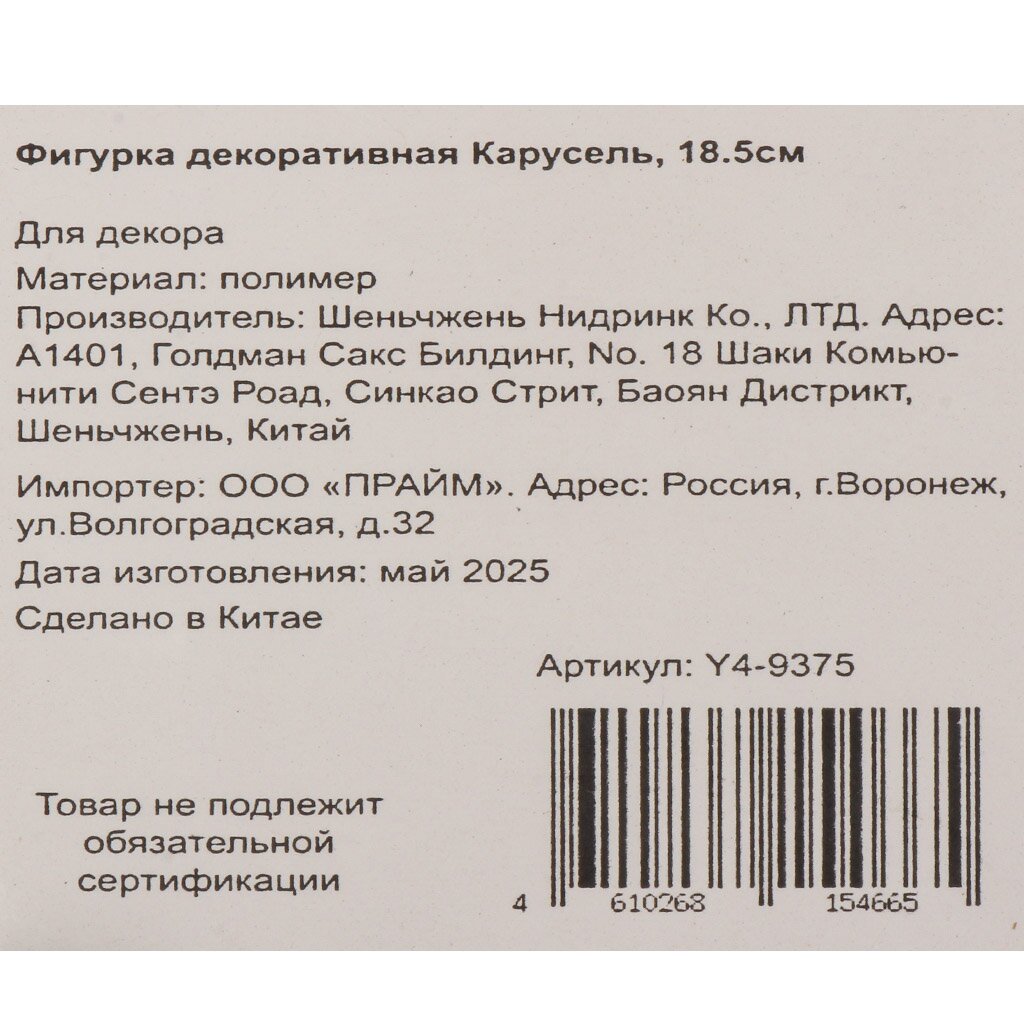 Фигурка декоративная Карусель, 18.5см
Для декора
Материал: полимер
Производитель: Шеньчжень Нидринк Ко., ЛТД. Адрес:
А1401, Голдман Сакс Билдинг, No. 18 Шаки Комью-
нити Сентэ Роад, Синкао Стрит, Баоян Дистрикт,
Шеньчжень, Китай
Импортер: ООО «ПРАЙМ». Адрес: Россия, г.Воронеж,
ул.Волгоградская, д.32
Дата изготовления: май 2025
Сделано в Китае
Артикул: Y4-9375
Товар не подлежит
обязательной
сертификации
4 610268 154665